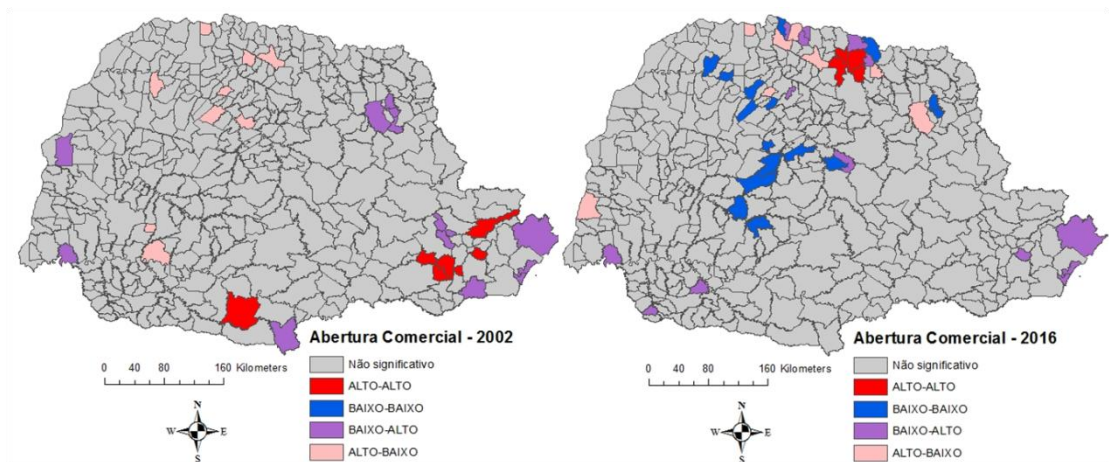 Abertura Comercial - 2002
Não significativo
ALTO-ALTO
BAIXO-BAIXO
BAIXO-ALTO
ALTO-BAIXO
0 40 80 160 Kilometers
N
W E
S
Abertura Comercial - 2016
Não significativo
ALTO-ALTO
BAIXO-BAIXO
BAIXO-ALTO
ALTO-BAIXO
0 40 80 160 Kilometers
N
W E
S